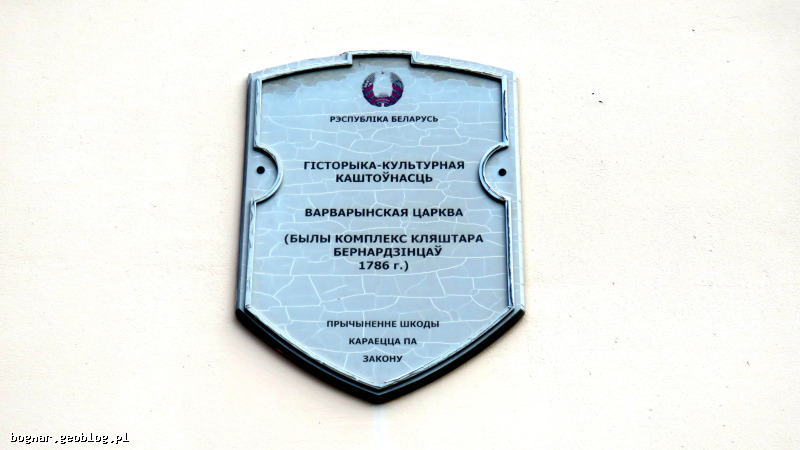 РЭСПУБЛІКА БЕЛАРУСЬ
ГІСТОРЫКА-КУЛЬТУРНАЯ
КАШТОЎНАСЦЬ
ВАРВАРЫНСКАЯ ЦАРКВА
(БЫЛЫ КОМПЛЕКС КЛЯШТАРА
БЕРНАРДЗІНЦАЎ
1786 г.)
ПРЫЧЫНЕННЕ ШКОДЫ
КАРАЕЦЦА ПА
ЗАКОНУ
bognar.geoblog.pl